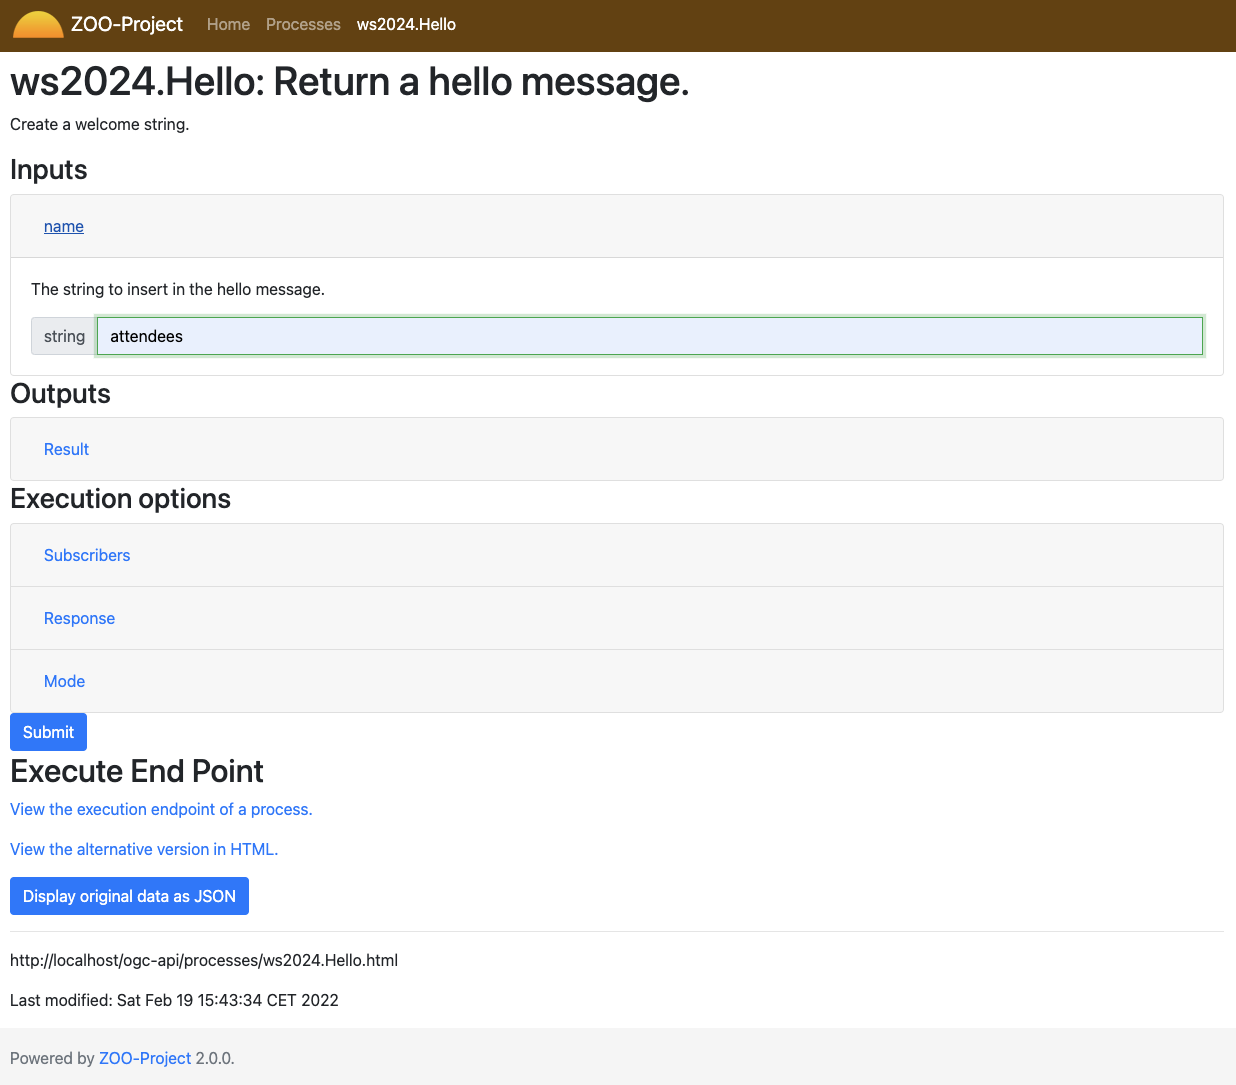 ZOO-Project Home Processes ws2024.Hello
ws2024.Hello: Return a hello message.
Create a welcome string.
Inputs
name
The string to insert in the hello message.
string attendees
Outputs
Result
Execution options
Subscribers
Response
Mode
Submit
Execute End Point
View the execution endpoint of a process.
View the alternative version in HTML.
Display original data as JSON
http://localhost/ogc-api/processes/ws2024.Hello.html
Last modified: Sat Feb 19 15:43:34 CET 2022
Powered by ZOO-Project 2.0.0.